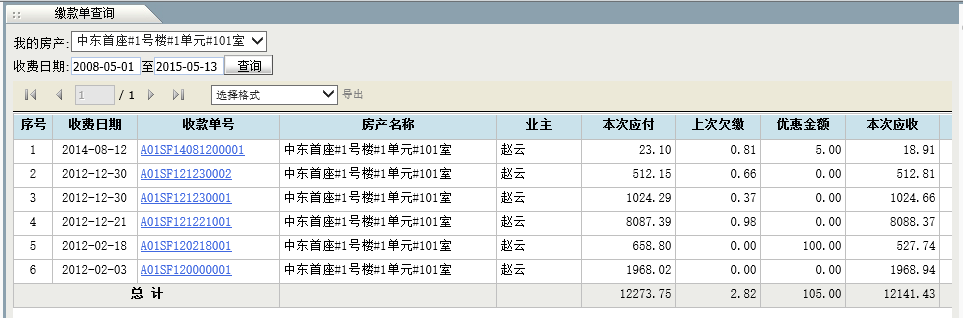 缴款单查询
我的房产: 中东首座#1号楼#1单元#101室
收费日期: 2008-05-01 至 2015-05-13 查询
1 / 1 选择格式 导出
序号 收费日期 收款单号 房产名称 业主 本次应付 上次欠缴 优惠金额 本次应收
1 2014-08-12 A01SF14081200001 中东首座#1号楼#1单元#101室 赵云 23.10 0.81 5.00 18.91
2 2012-12-30 A01SF121230002 中东首座#1号楼#1单元#101室 赵云 512.15 0.66 0.00 512.81
3 2012-12-30 A01SF121230001 中东首座#1号楼#1单元#101室 赵云 1024.29 0.37 0.00 1024.66
4 2012-12-21 A01SF121221001 中东首座#1号楼#1单元#101室 赵云 8087.39 0.98 0.00 8088.37
5 2012-02-18 A01SF120218001 中东首座#1号楼#1单元#101室 赵云 658.80 0.00 100.00 527.74
6 2012-02-03 A01SF120000001 中东首座#1号楼#1单元#101室 赵云 1968.02 0.00 0.00 1968.94
总 计 12273.75 2.82 105.00 12141.43